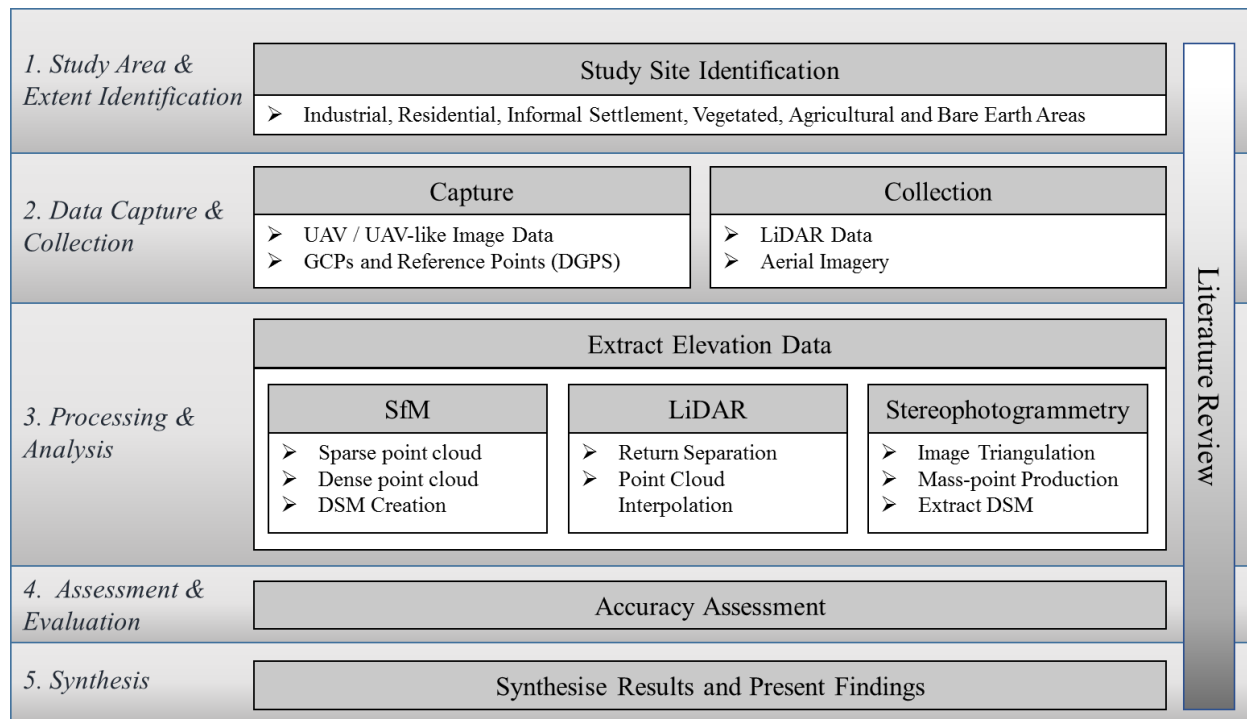 1. Study Area &
Extent Identification
Study Site Identification
➢ Industrial, Residential, Informal Settlement, Vegetated, Agricultural and Bare Earth Areas
2. Data Capture &
Collection
Capture
➢ UAV / UAV-like Image Data
➢ GCPs and Reference Points (DGPS)
Collection
➢ LiDAR Data
➢ Aerial Imagery
3. Processing &
Analysis
Extract Elevation Data
SfM
➢ Sparse point cloud
➢ Dense point cloud
➢ DSM Creation
LiDAR
➢ Return Separation
➢ Point Cloud
Interpolation
Stereophotogrammetry
➢ Image Triangulation
➢ Mass-point Production
➢ Extract DSM
4. Assessment &
Evaluation
Accuracy Assessment
5. Synthesis
Synthesise Results and Present Findings
Literature Review